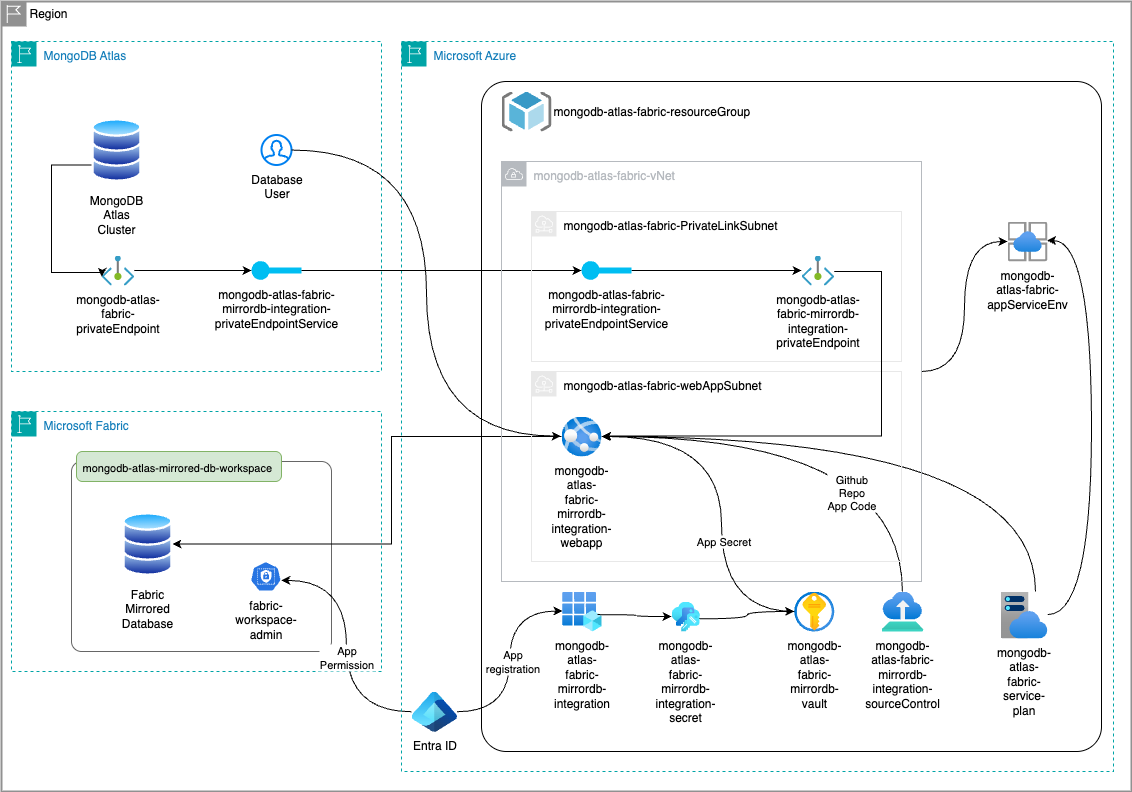 Region
MongoDB Atlas
MongoDB
Atlas
Cluster
Database
User
mongodb-atlas-
fabric-
privateEndpoint
mongodb-atlas-fabric-
mirrordb-integration-
privateEndpointService
Microsoft Azure
mongodb-atlas-fabric-resourceGroup
mongodb-atlas-fabric-vNet
mongodb-atlas-fabric-PrivateLinkSubnet
mongodb-atlas-fabric-
mirrordb-integration-
privateEndpointService
mongodb-atlas-
fabric-mirrordb-
integration-
privateEndpoint
mongodb-
atlas-fabric-
appServiceEnv
mongodb-atlas-fabric-webAppSubnet
mongodb-
atlas-
fabric-
mirrordb-
integration-
webapp
Github
Repo
App Code
App Secret
Microsoft Fabric
mongodb-atlas-mirrored-db-workspace
Fabric
Mirrored
Database
fabric-
workspace-
admin
App
Permission
App
registration
Entra ID
mongodb-
atlas-
fabric-
mirrordb-
integration
mongodb-
atlas-
fabric-
mirrordb-
integration-
secret
mongodb-
atlas-
fabric-
mirrordb-
vault
mongodb-
atlas-fabric-
mirrordb-
integration-
sourceControl
mongodb-
atlas-
fabric-
service-
plan